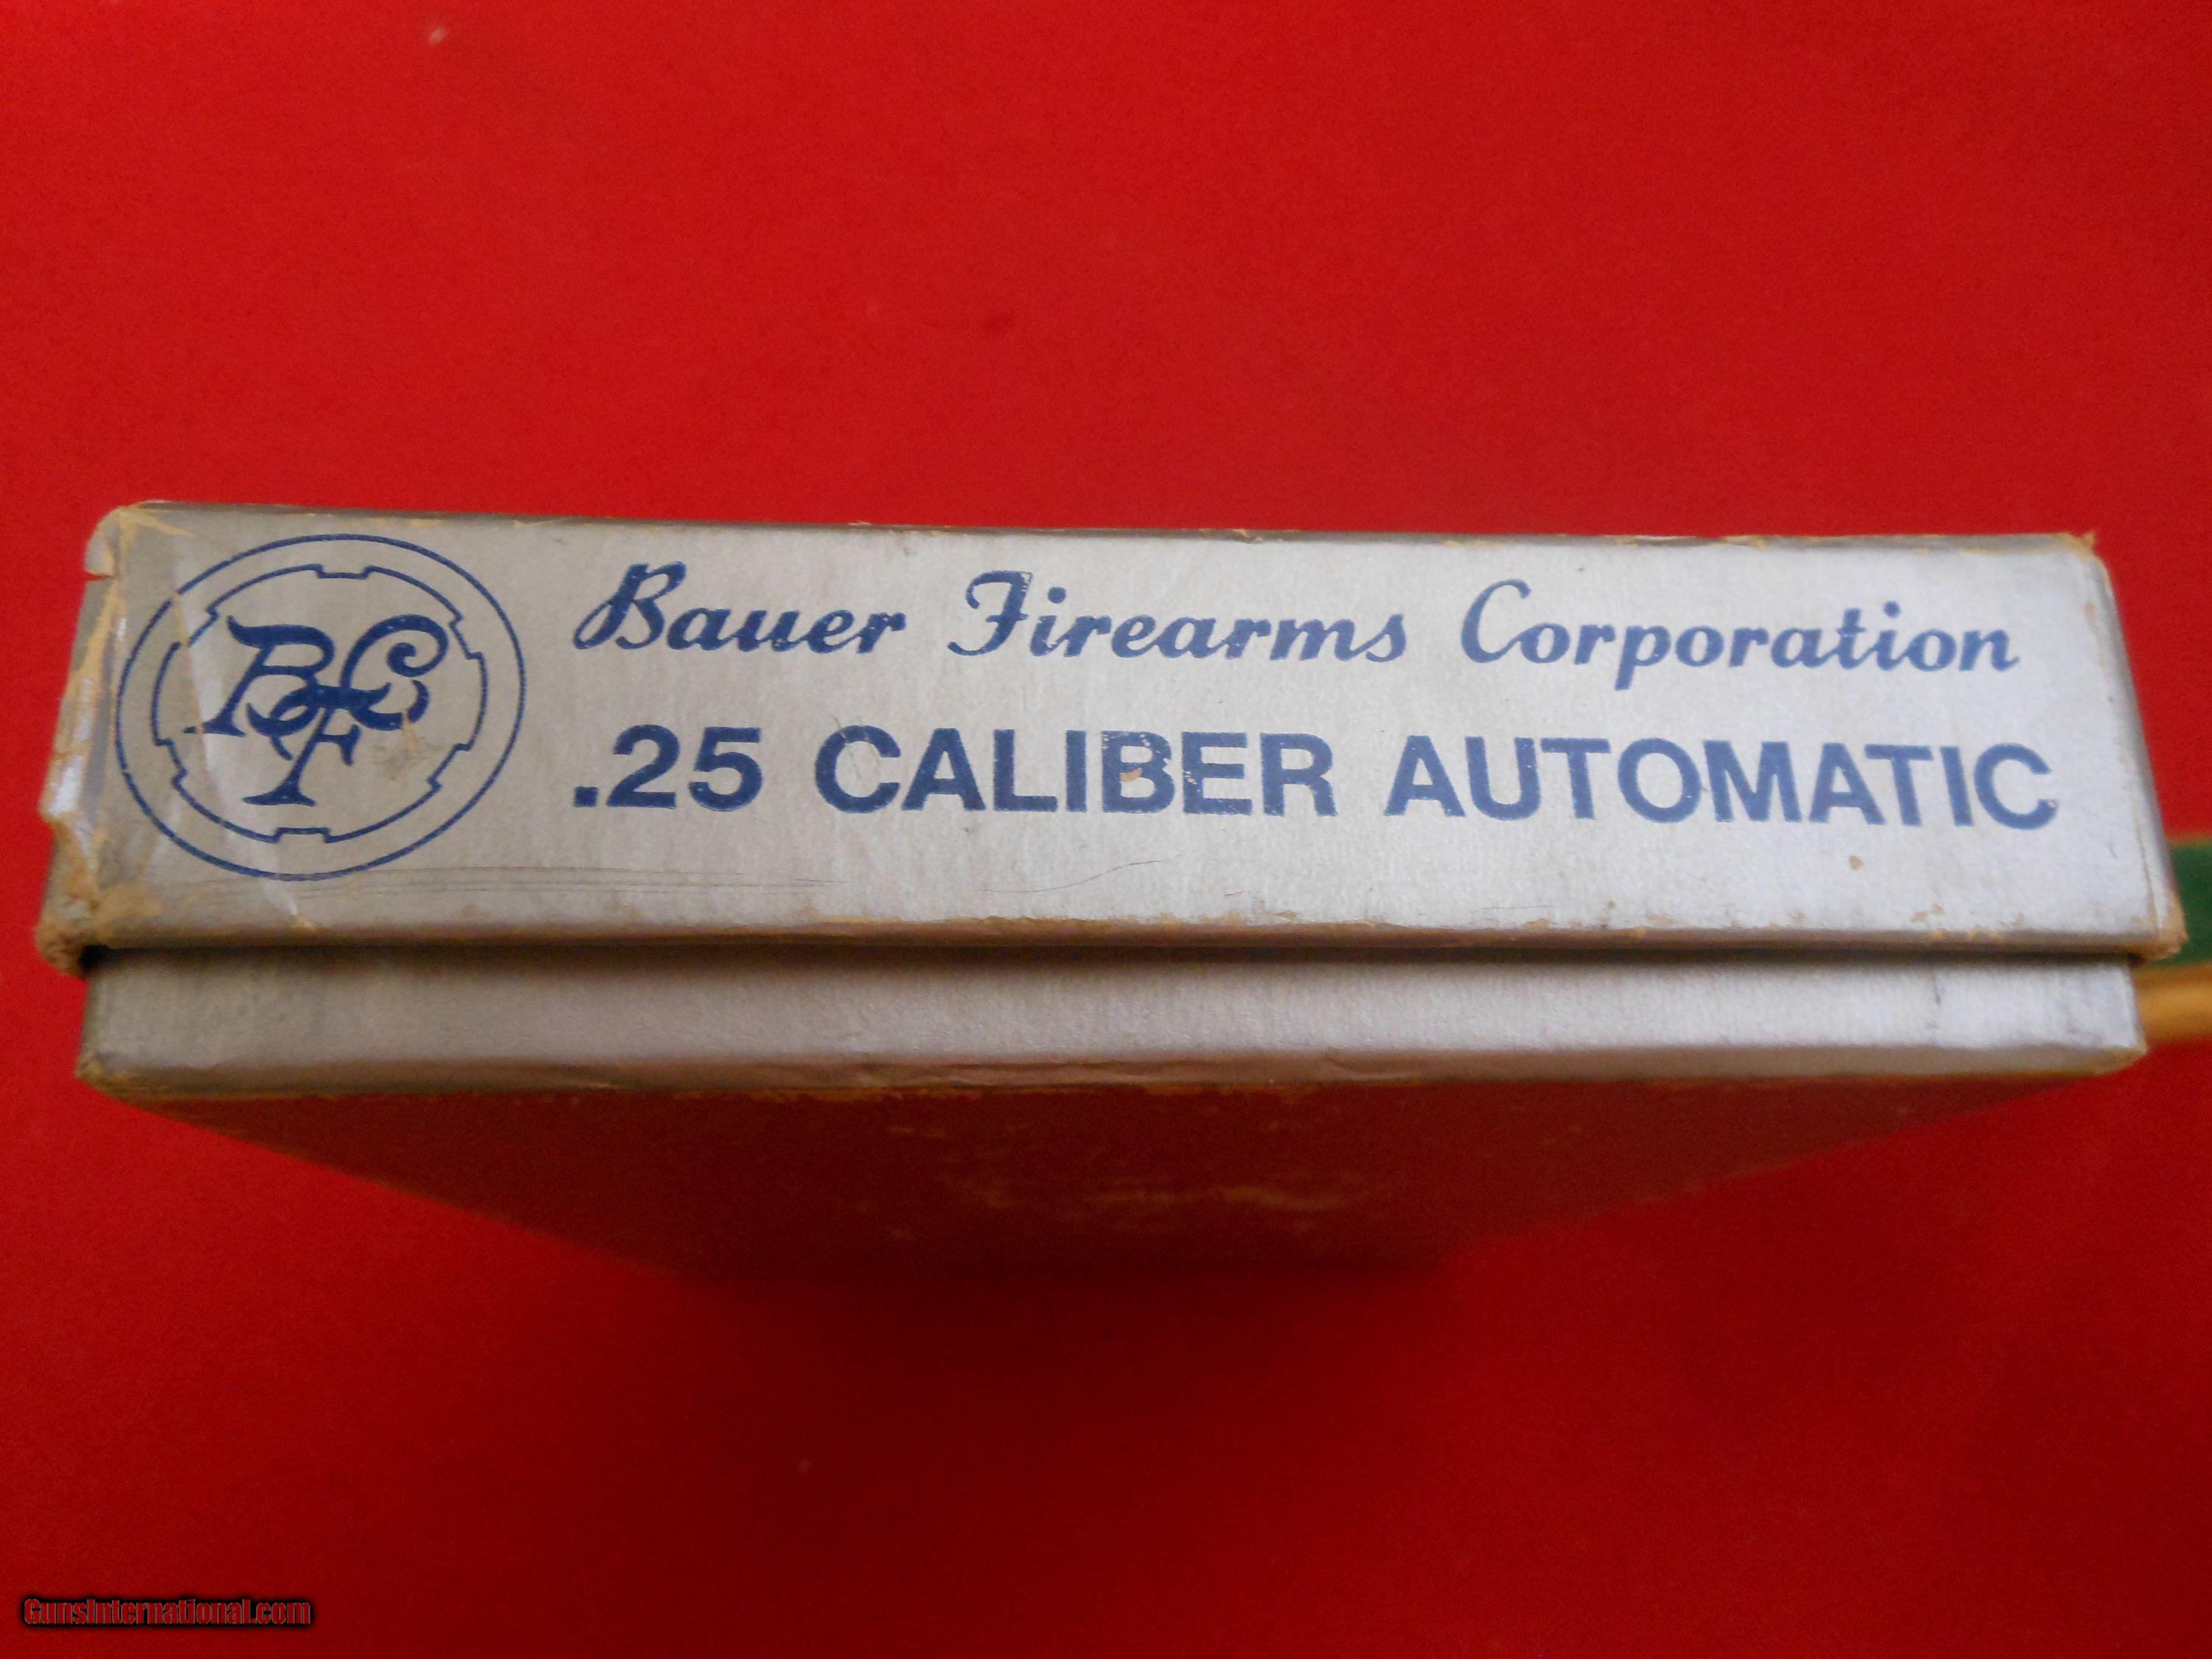 BFC
Bauer Firearms Corporation
.25 CALIBER AUTOMATIC
GunsInternational.com